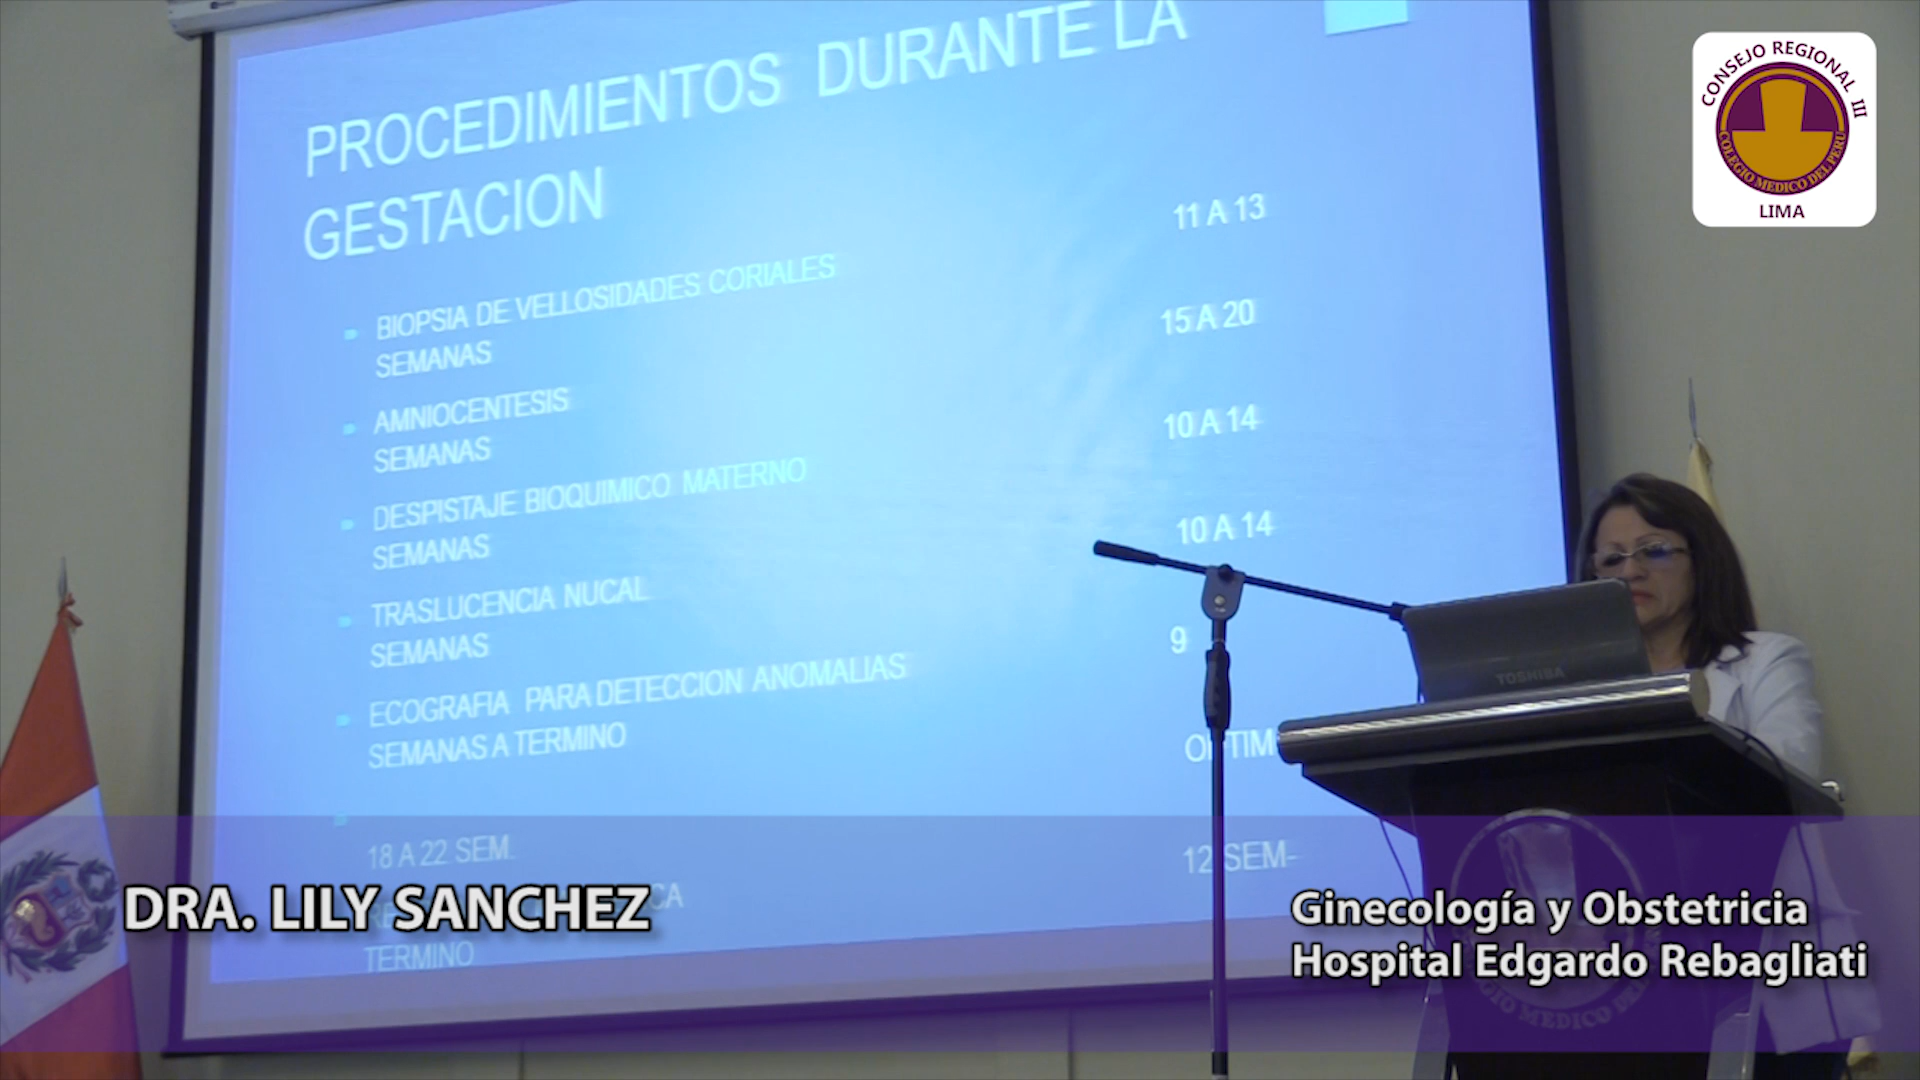 PROCEDIMIENTOS DURANTE LA
GESTACION
BIOPSIA DE VELLOSIDADES CORIALES 11 A 13
SEMANAS
AMNIOCENTESIS 15 A 20
SEMANAS
DESPISTAJE BIOQUIMICO MATERNO 10 A 14
SEMANAS
TRASLUCENCIA NUCAL 10 A 14
SEMANAS
ECOGRAFIA PARA DETECCION ANOMALIAS 9
SEMANAS A TERMINO
18 A 22 SEM.
12 SEM-
TERMINO
CONSEJO REGIONAL III
COLEGIO MEDICO DEL PERU
LIMA
TOSHIBA
DRA. LILY SANCHEZ
Ginecología y Obstetricia
Hospital Edgardo Rebagliati
MEDICO